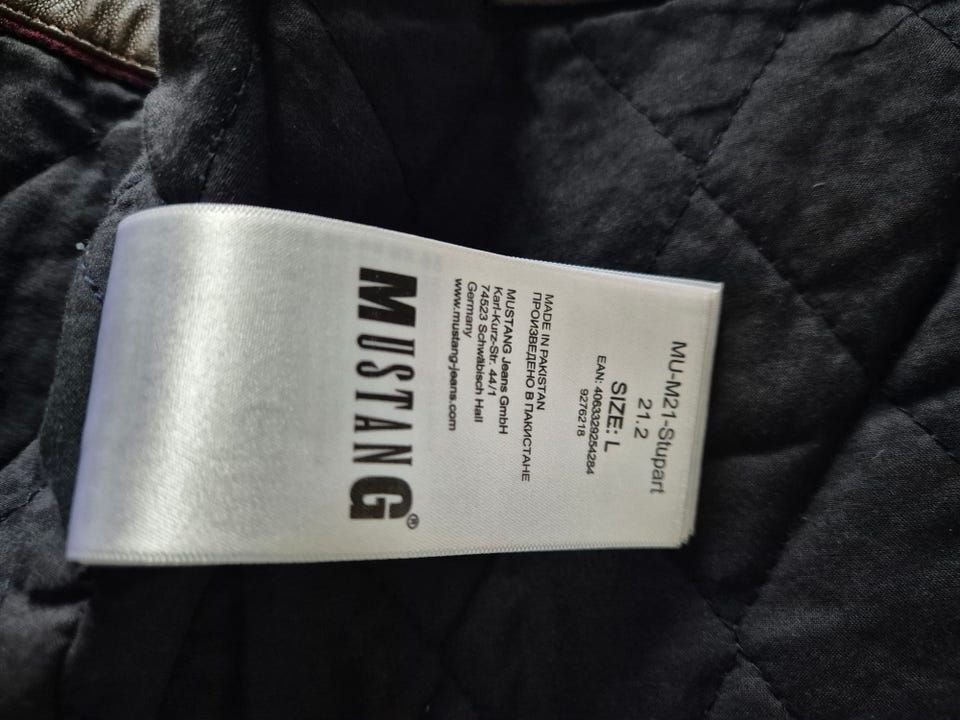 MU-M21-Stupart
21.2
SIZE: L
EAN: 4063329254284
9276218
MADE IN PAKISTAN
ПРОИЗВЕДЕНО В ПАКИСТАНЕ
MUSTANG Jeans GmbH
Karl-Kurz-Str. 44/1
74523 Schwäbisch Hall
Germany
www.mustang-jeans.com
MUSTANG®